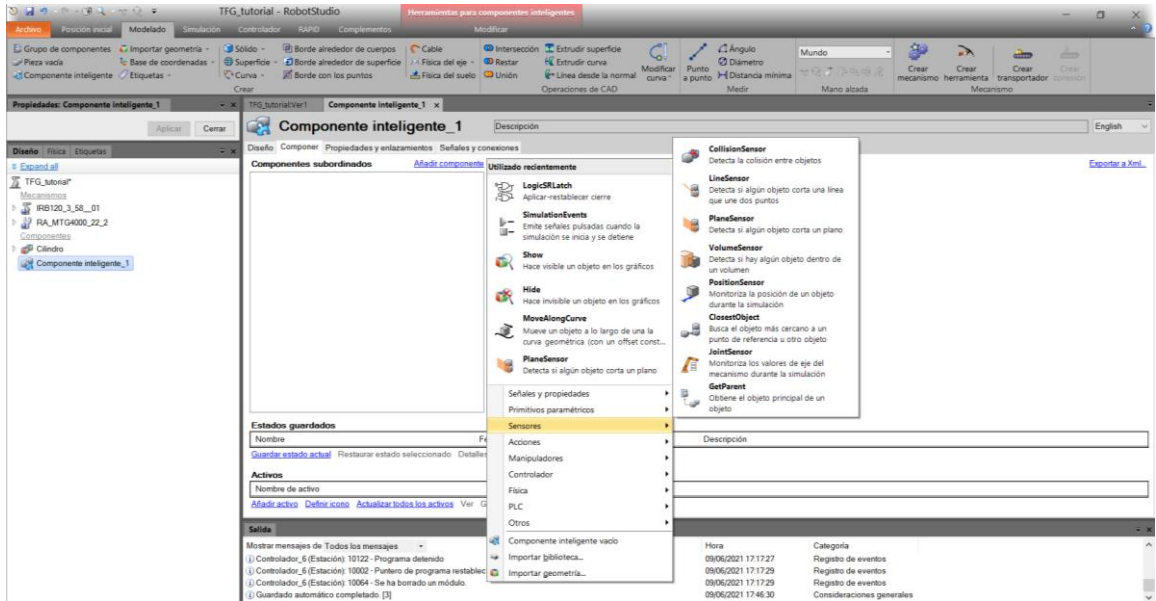 TFG_tutorial - RobotStudio
Herramientas para componentes inteligentes
Archivo Posición inicial Modelado Simulación Controlador RAPID Complementos Modificar
Grupo de componentes Importar geometría Sólido Borde alrededor de cuerpos Cable Intersección Extrudir superficie Ángulo Mundo
Pieza vacía Base de coordenadas Superficie Borde alrededor de superficie Física del eje Restar Extrudir curva Diámetro
Componente inteligente Etiquetas Curva Borde con los puntos Física del suelo Unión Línea desde la normal Distancia mínima
Modificar curva
Punto a punto
Crear mecanismo
Crear herramienta
Crear transportador
Crear
Crear Operaciones de CAD Medir Mano alzada Mecanismo
Propiedades: Componente inteligente_1
TFG_tutorial:Ver1 Componente inteligente_1 x
Aplicar Cerrar
Componente inteligente_1 Descripción English
Diseño Física Etiquetas
Diseño Componer Propiedades y enlazamientos Señales y conexiones
Expand all
TFG_tutorial*
Mecanismos
IRB120_3_58__01
RA_MTG4000_22_2
Componentes
Cilindro
Componente inteligente_1
Componentes subordinados Añadir componente
Exportar a Xml...
Utilizado recientemente
LogicSRLatch
Aplicar-restablecer cierre
SimulationEvents
Emite señales pulsadas cuando la
simulación se inicia y se detiene
Show
Hace visible un objeto en los gráficos
Hide
Hace invisible un objeto en los gráficos
MoveAlongCurve
Mueve un objeto a lo largo de una la
curva geométrica (con un offset const...
PlaneSensor
Detecta si algún objeto corta un plano
Señales y propiedades
Primitivos paramétricos
Sensores
Acciones
Manipuladores
Controlador
Física
PLC
Otros
Componente inteligente vacío
Importar biblioteca...
Importar geometría...
CollisionSensor
Detecta la colisión entre objetos
LineSensor
Detecta si algún objeto corta una línea
que une dos puntos
PlaneSensor
Detecta si algún objeto corta un plano
VolumeSensor
Detecta si hay algún objeto dentro de
un volumen
PositionSensor
Monitoriza la posición de un objeto
durante la simulación
ClosestObject
Busca el objeto más cercano a un
punto de referencia u otro objeto
JointSensor
Monitoriza los valores de eje del
mecanismo durante la simulación
GetParent
Obtiene el objeto principal de un
objeto
Estados guardados
Nombre Fe Descripción
Guardar estado actual Restaurar estado seleccionado Detalles
Activos
Nombre de activo
Añadir activo Definir icono Actualizar todos los activos Ver G
Salida
Mostrar mensajes de Todos los mensajes Hora Categoría
Controlador_6 (Estación): 10122 - Programa detenido 09/06/2021 17:17:27 Registro de eventos
Controlador_6 (Estación): 10002 - Puntero de programa restablec 09/06/2021 17:17:29 Registro de eventos
Controlador_6 (Estación): 10064 - Se ha borrado un módulo. 09/06/2021 17:17:29 Registro de eventos
Guardado automático completado. [3] 09/06/2021 17:46:30 Consideraciones generales